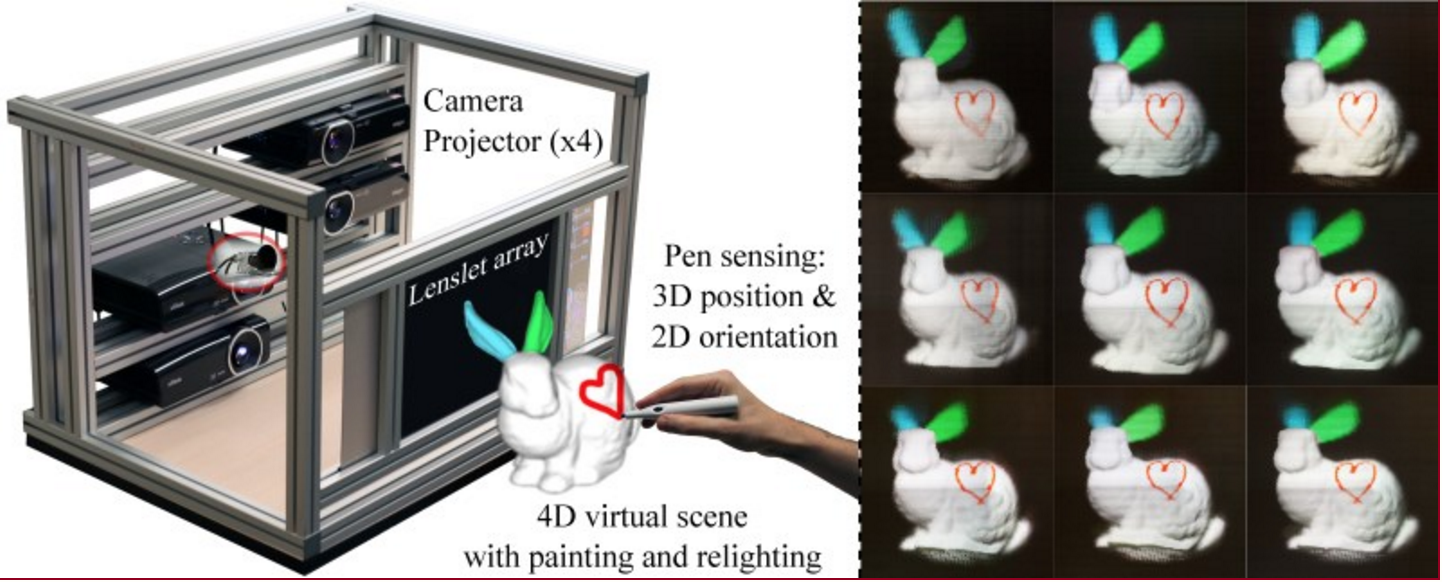 Camera
Projector (x4)
Lenslet array
Pen sensing:
3D position &
2D orientation
4D virtual scene
with painting and relighting